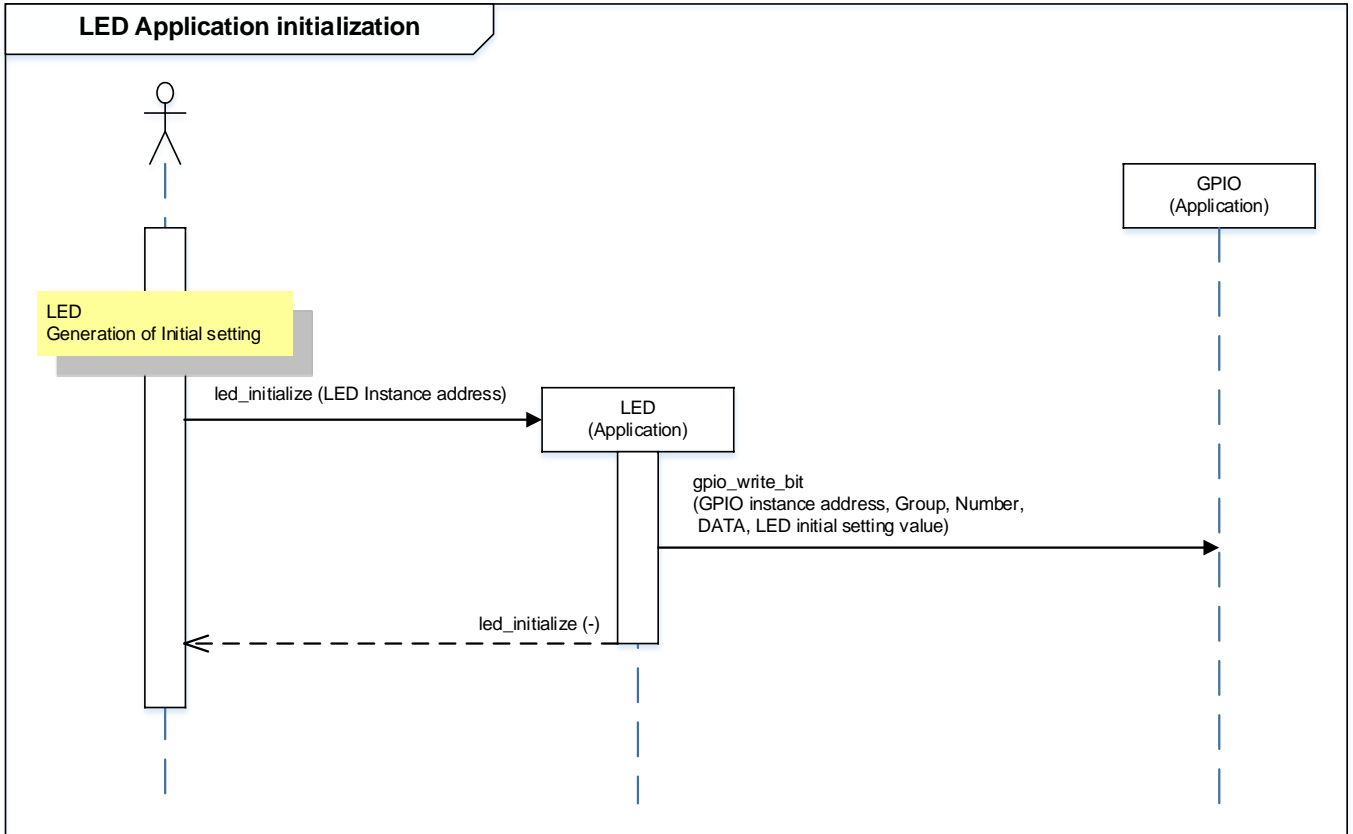 LED Application initialization
GPIO
(Application)
LED
Generation of Initial setting
led_initialize (LED Instance address)
LED
(Application)
gpio_write_bit
(GPIO instance address, Group, Number,
DATA, LED initial setting value)
led_initialize (-)